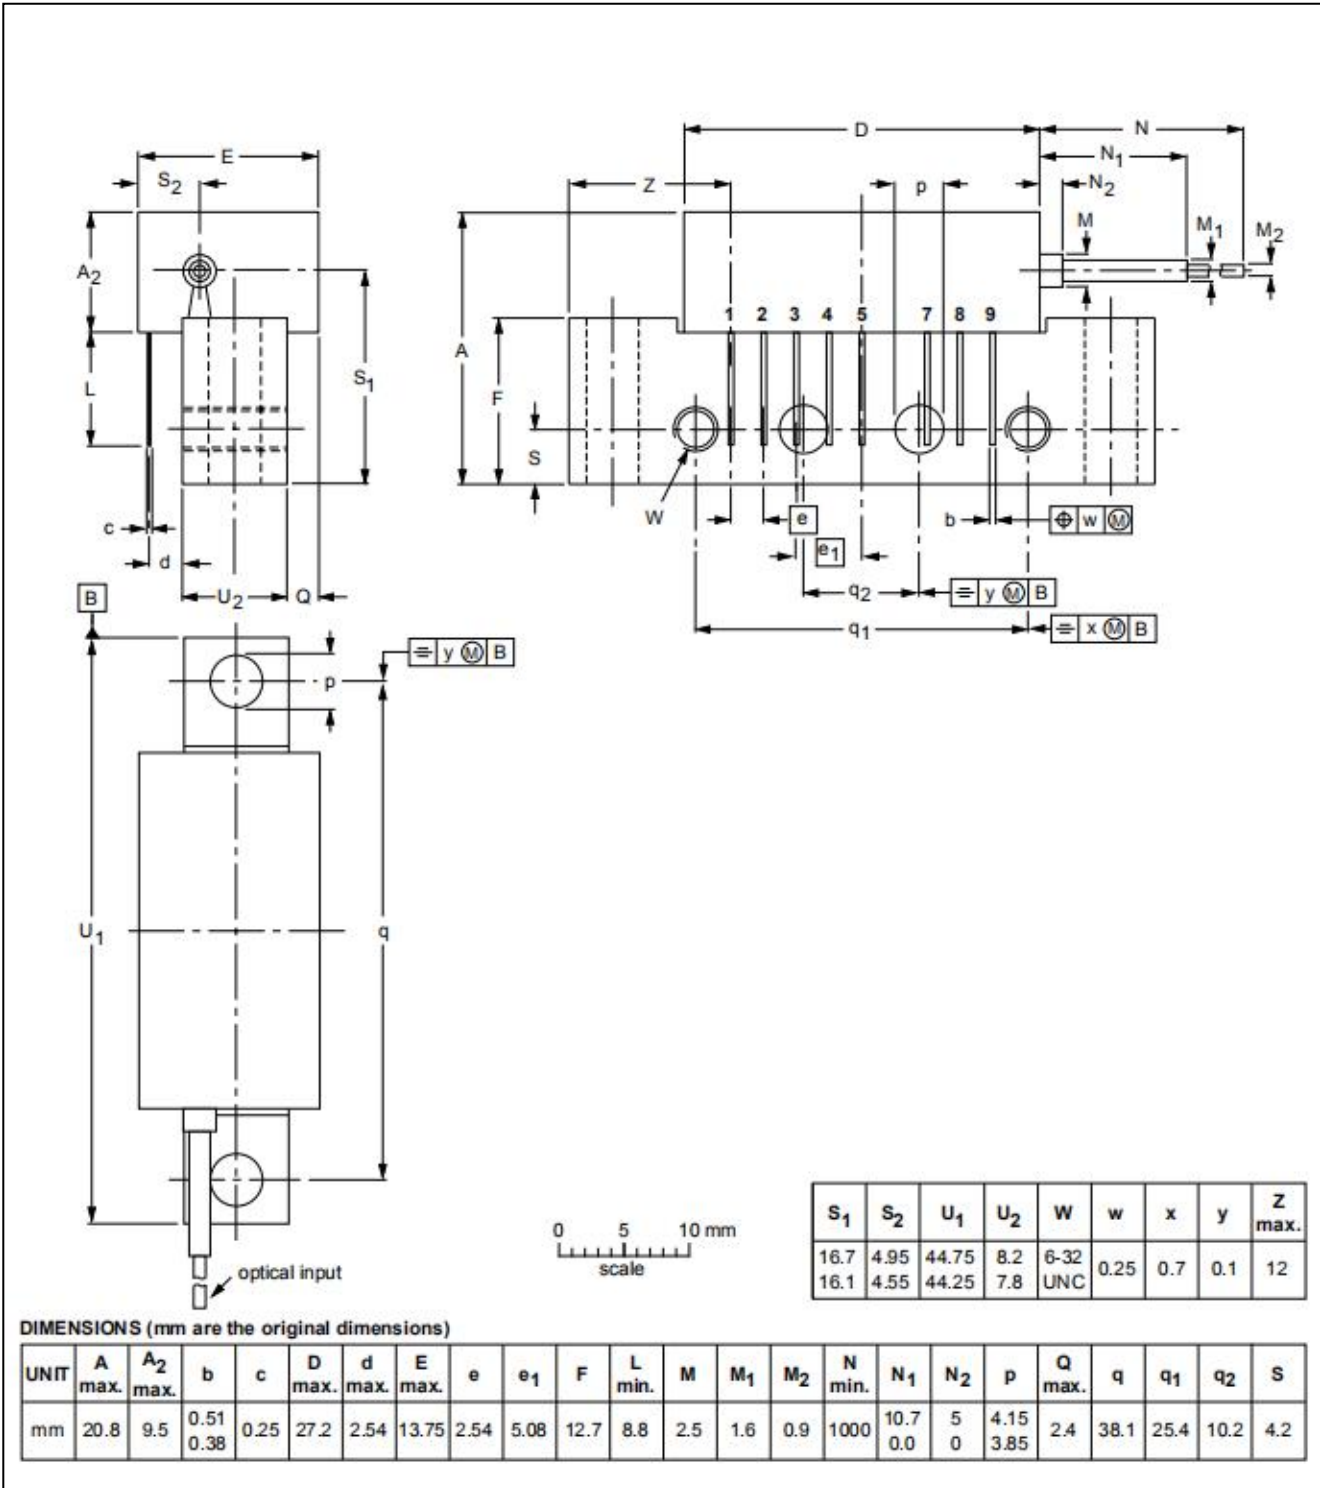 D
N
E
N1
S2
Z
p
N2
M
M1
M2
A2
1 2 3 4 5 7 8 9
A
L
S1
F
S
W
e
b
⌖ w Ⓜ
c
e1
d
q2
⌯ y Ⓜ B
U2
Q
B
q1
⌯ x Ⓜ B
⌯ y Ⓜ B
p
U1
q
0 5 10 mm
scale
optical input
S1 S2 U1 U2 W w x y Z max.
16.7 4.95 44.75 8.2 6-32 0.25 0.7 0.1 12
16.1 4.55 44.25 7.8 UNC
DIMENSIONS (mm are the original dimensions)
UNIT A max. A2 max. b c D max. d max. E max. e e1 F L min. M M1 M2 N min. N1 N2 p Q max. q q1 q2 S
mm 20.8 9.5 0.51 0.25 27.2 2.54 13.75 2.54 5.08 12.7 8.8 2.5 1.6 0.9 1000 10.7 5 4.15 2.4 38.1 25.4 10.2 4.2
0.38 0.0 0 3.85